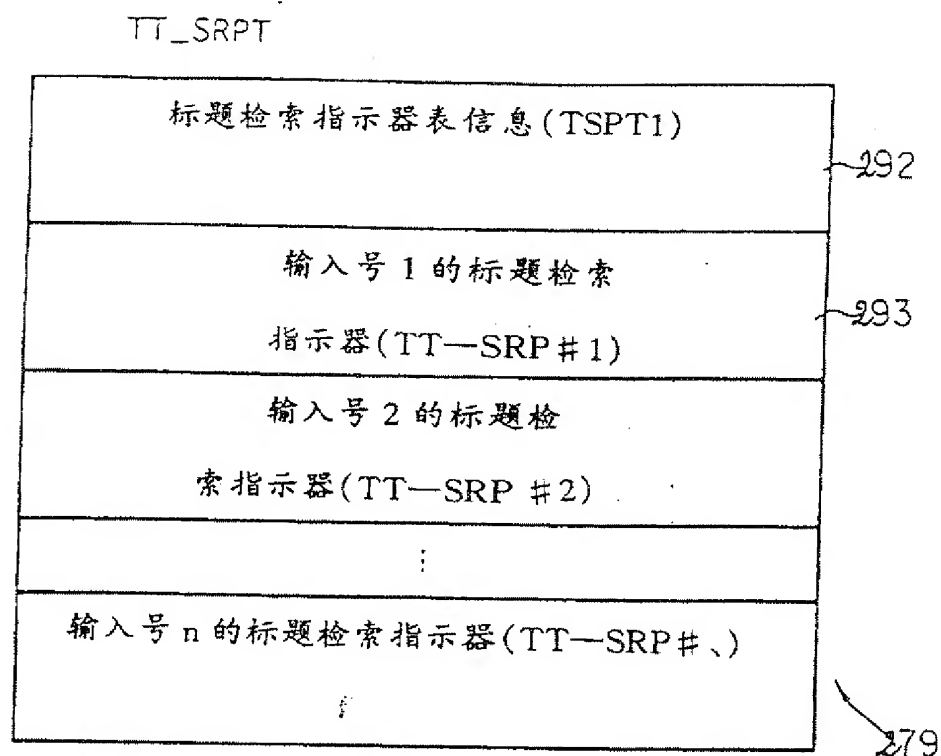 TT_SRPT
标题检索指示器表信息(TSPT1)
292
输入号1的标题检索
指示器(TT—SRP#1)
293
输入号2的标题检
索指示器(TT—SRP #2)
⋮
输入号n的标题检索指示器(TT—SRP#、)
279